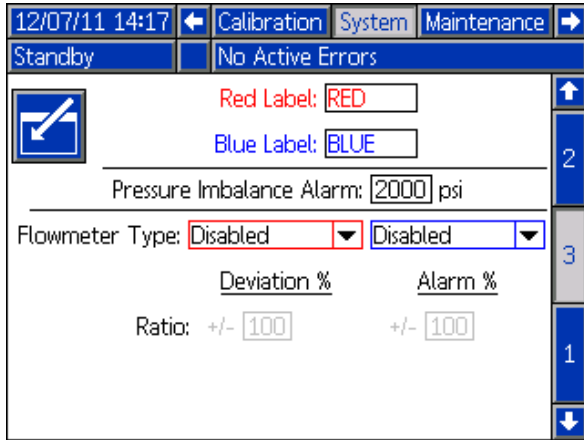 12/07/11 14:17 Calibration System Maintenance
Standby No Active Errors
Red Label: RED
Blue Label: BLUE
Pressure Imbalance Alarm: 2000 psi
Flowmeter Type: Disabled Disabled
Deviation % Alarm %
Ratio: +/- 100 +/- 100
2
3
1